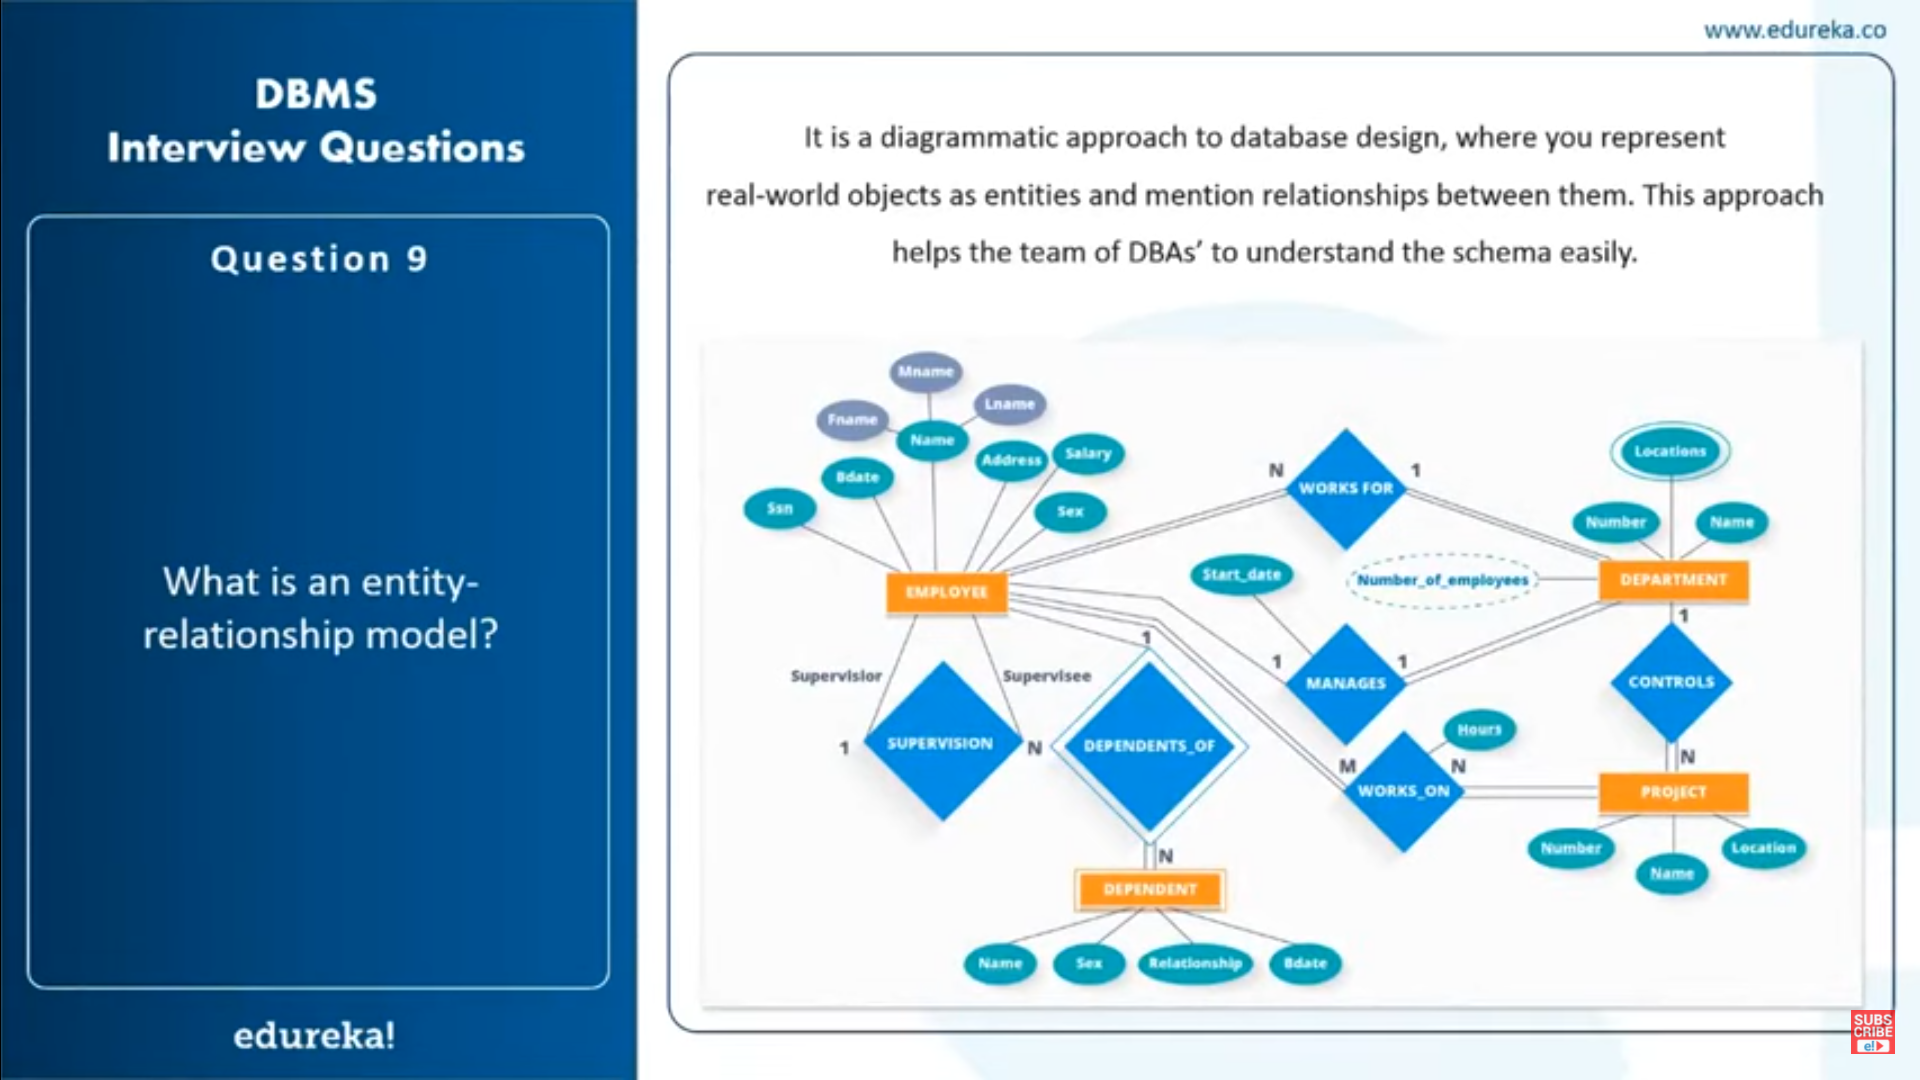 www.edureka.co
DBMS
Interview Questions
Question 9
What is an entity-
relationship model?
edureka!
It is a diagrammatic approach to database design, where you represent
real-world objects as entities and mention relationships between them. This approach
helps the team of DBAs’ to understand the schema easily.
Mname
Fname
Lname
Name
Bdate
Address
Salary
Ssn
Sex
EMPLOYEE
N
WORKS FOR
1
Locations
Number
Name
Start_date
Number_of_employees
DEPARTMENT
1
1
MANAGES
1
1
CONTROLS
N
Supervisior
Supervisee
1
SUPERVISION
N
DEPENDENTS_OF
N
Hours
M
N
WORKS_ON
PROJECT
Number
Name
Location
DEPENDENT
Name
Sex
Relationship
Bdate
SUBS
CRIBE
e!